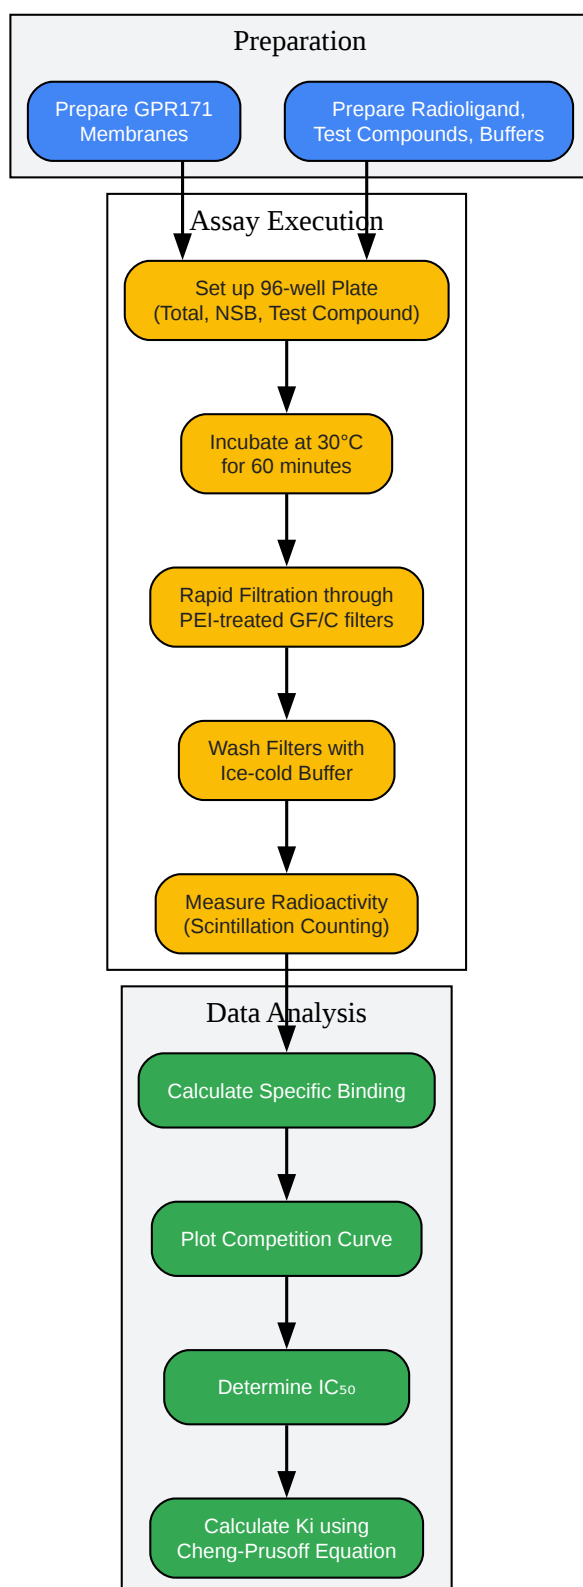 Preparation
Prepare GPR171
Membranes
Prepare Radioligand,
Test Compounds, Buffers
Assay Execution
Set up 96-well Plate
(Total, NSB, Test Compound)
Incubate at 30°C
for 60 minutes
Rapid Filtration through
PEI-treated GF/C filters
Wash Filters with
Ice-cold Buffer
Measure Radioactivity
(Scintillation Counting)
Data Analysis
Calculate Specific Binding
Plot Competition Curve
Determine IC₅₀
Calculate Ki using
Cheng-Prusoff Equation